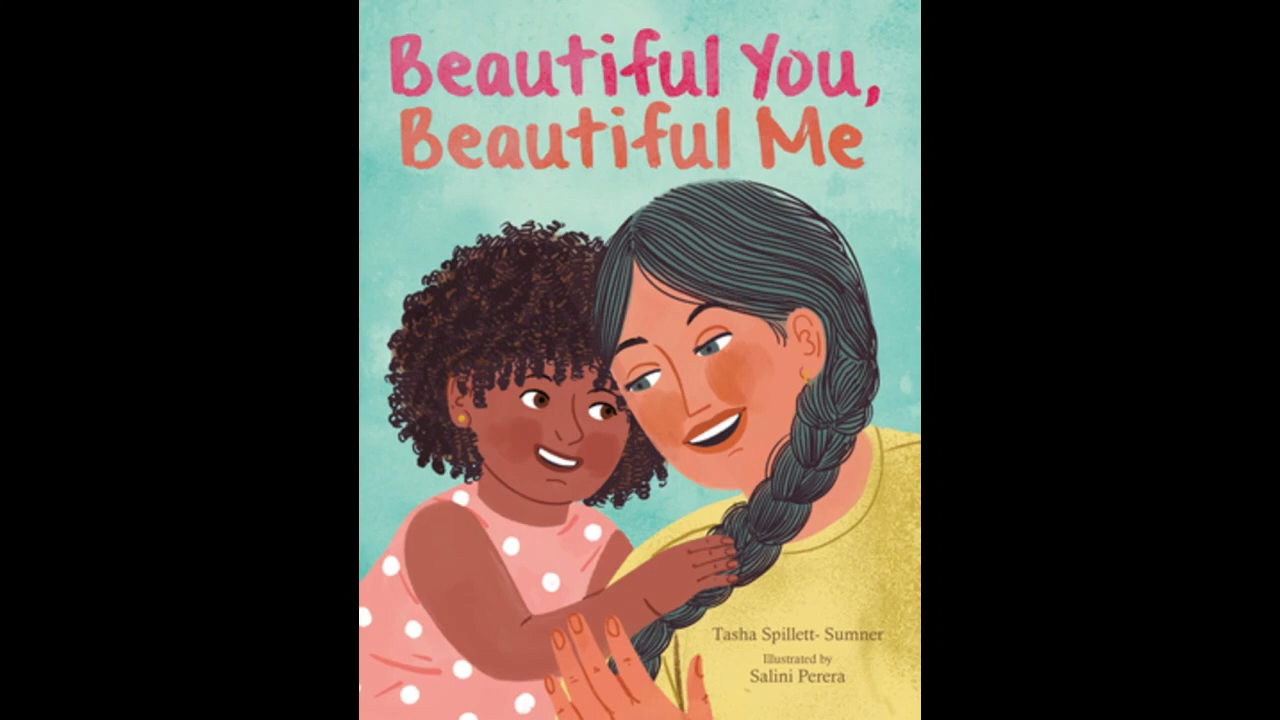 Beautiful You,
Beautiful Me
Tasha Spillett- Sumner
Illustrated by
Salini Perera